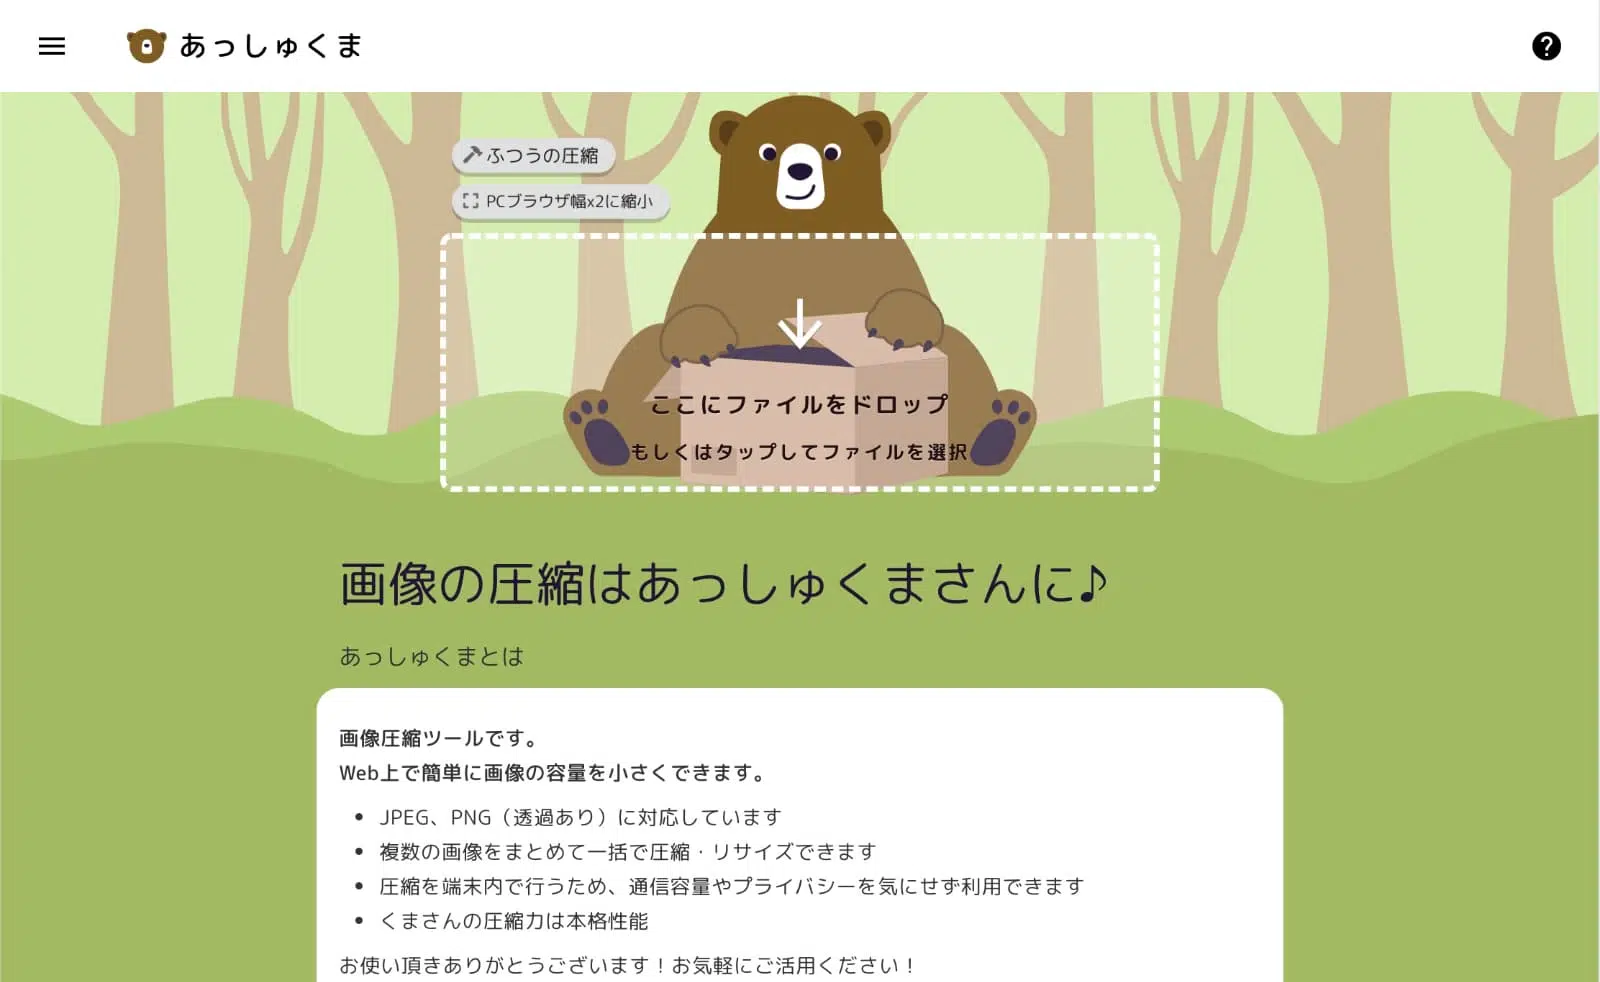 あっしゅくま
ふつうの圧縮
PCブラウザ幅x2に縮小
ここにファイルをドロップ
もしくはタップしてファイルを選択
画像の圧縮はあっしゅくまさんに♪
あっしゅくまとは
画像圧縮ツールです。
Web上で簡単に画像の容量を小さくできます。
• JPEG、PNG（透過あり）に対応しています
• 複数の画像をまとめて一括で圧縮・リサイズできます
• 圧縮を端末内で行うため、通信容量やプライバシーを気にせず利用できます
• くまさんの圧縮力は本格性能
お使い頂きありがとうございます！お気軽にご活用ください！